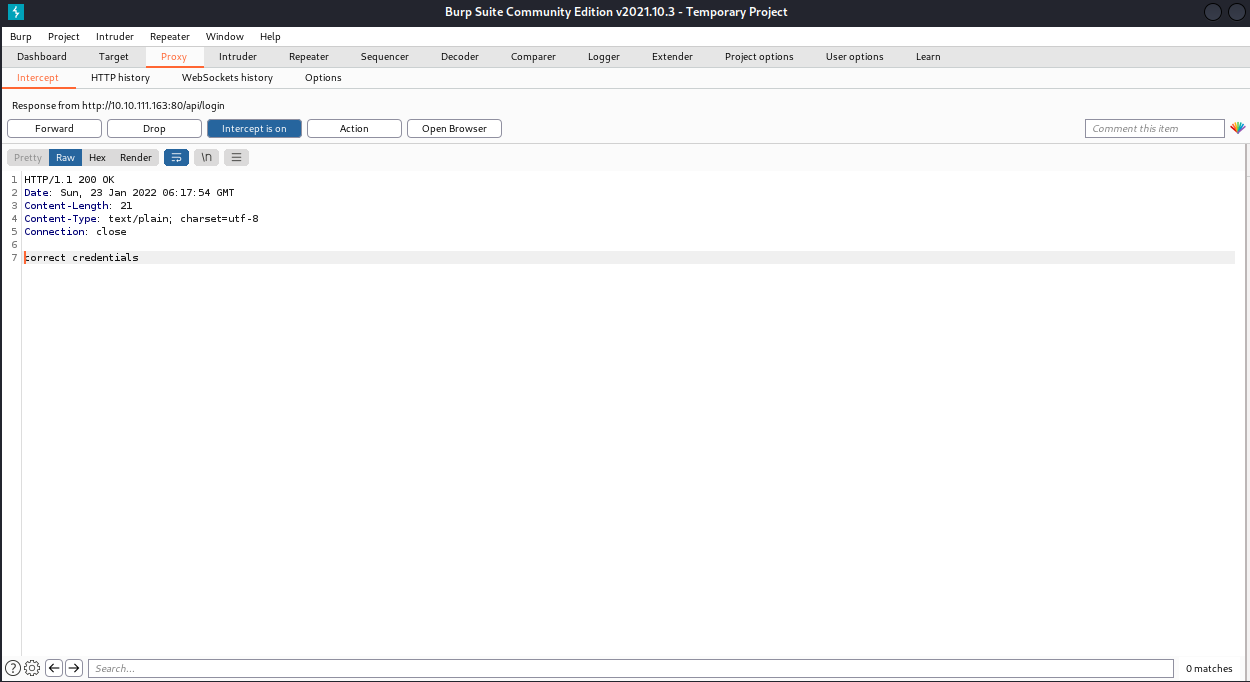 Burp Suite Community Edition v2021.10.3 - Temporary Project
Burp Project Intruder Repeater Window Help
Dashboard Target Proxy Intruder Repeater Sequencer Decoder Comparer Logger Extender Project options User options Learn
Intercept HTTP history WebSockets history Options
Response from http://10.10.111.163:80/api/login
Forward Drop Intercept is on Action Open Browser Comment this item
Pretty Raw Hex Render \n
1 HTTP/1.1 200 OK
2 Date: Sun, 23 Jan 2022 06:17:54 GMT
3 Content-Length: 21
4 Content-Type: text/plain; charset=utf-8
5 Connection: close
6
7 correct credentials
? Search... 0 matches